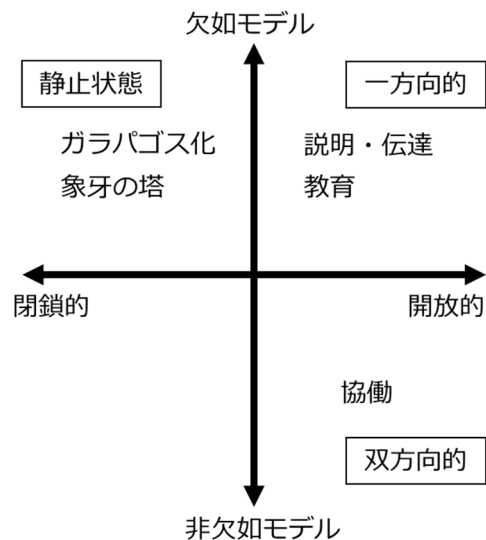 欠如モデル
静止状態
一方向的
ガラパゴス化
説明・伝達
象牙の塔
教育
閉鎖的
開放的
協働
双方向的
非欠如モデル